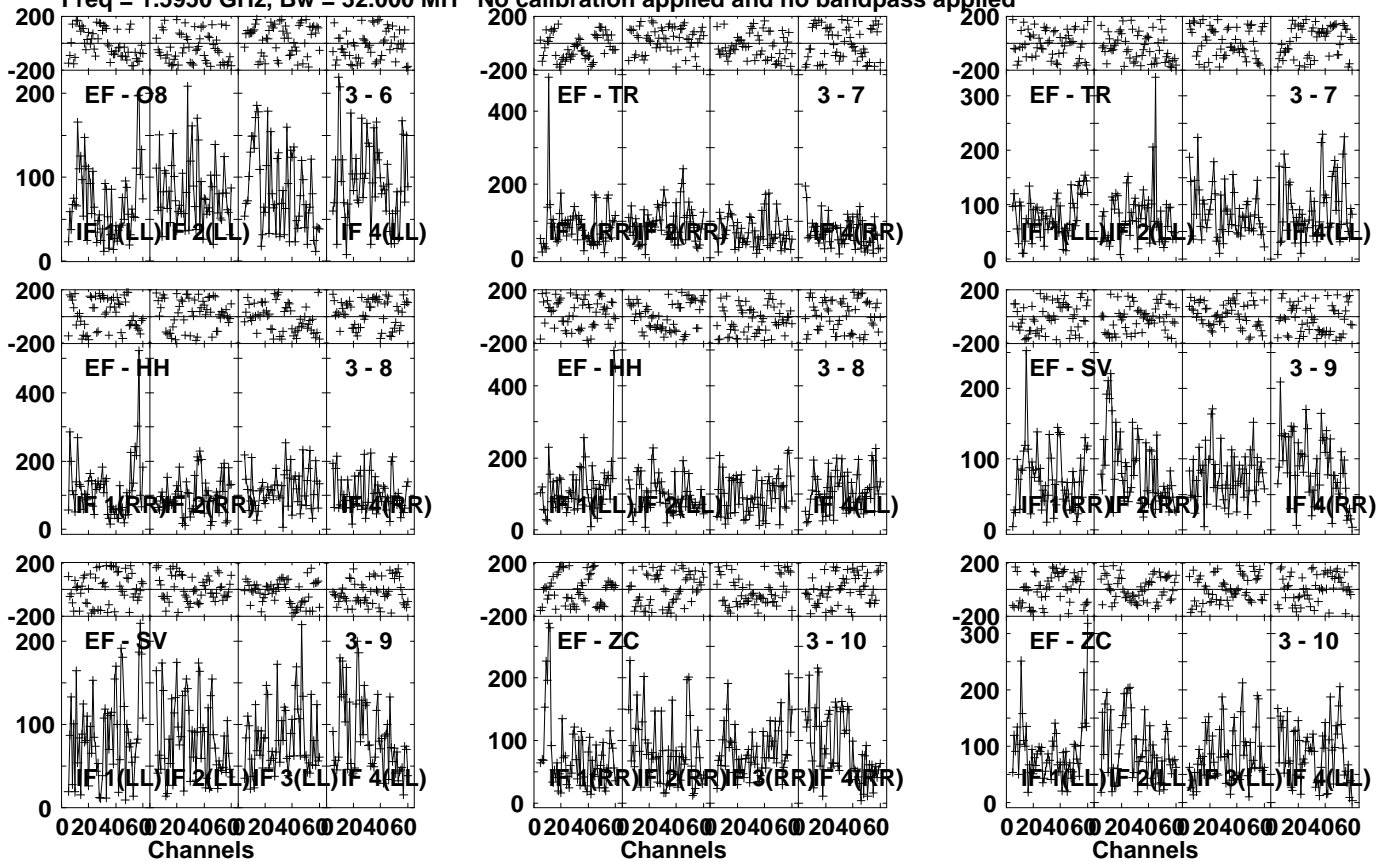 Freq = 1.5950 GHz, Bw = 32.000 MH No calibration applied and no bandpass applied
200
-200
200
100
0
EF - O8 3 - 6
IF 1(LL) IF 2(LL) IF 4(LL)
200
-200
400
200
0
EF - TR 3 - 7
IF 1(RR) IF 2(RR) IF 4(RR)
200
-200
300
200
100
0
EF - TR 3 - 7
IF 1(LL) IF 2(LL) IF 4(LL)
200
-200
400
200
0
EF - HH 3 - 8
IF 1(RR) IF 2(RR) IF 4(RR)
200
-200
400
200
0
EF - HH 3 - 8
IF 1(LL) IF 2(LL) IF 4(LL)
200
-200
200
100
0
EF - SV 3 - 9
IF 1(RR) IF 2(RR) IF 4(RR)
200
-200
200
100
0
EF - SV 3 - 9
IF 1(LL) IF 2(LL) IF 3(LL) IF 4(LL)
0 20 40 60 0 20 40 60 0 20 40 60 0 20 40 60
Channels
200
-200
200
100
0
EF - ZC 3 - 10
IF 1(RR) IF 2(RR) IF 3(RR) IF 4(RR)
0 20 40 60 0 20 40 60 0 20 40 60 0 20 40 60
Channels
200
-200
300
200
100
0
EF - ZC 3 - 10
IF 1(LL) IF 2(LL) IF 3(LL) IF 4(LL)
0 20 40 60 0 20 40 60 0 20 40 60 0 20 40 60
Channels